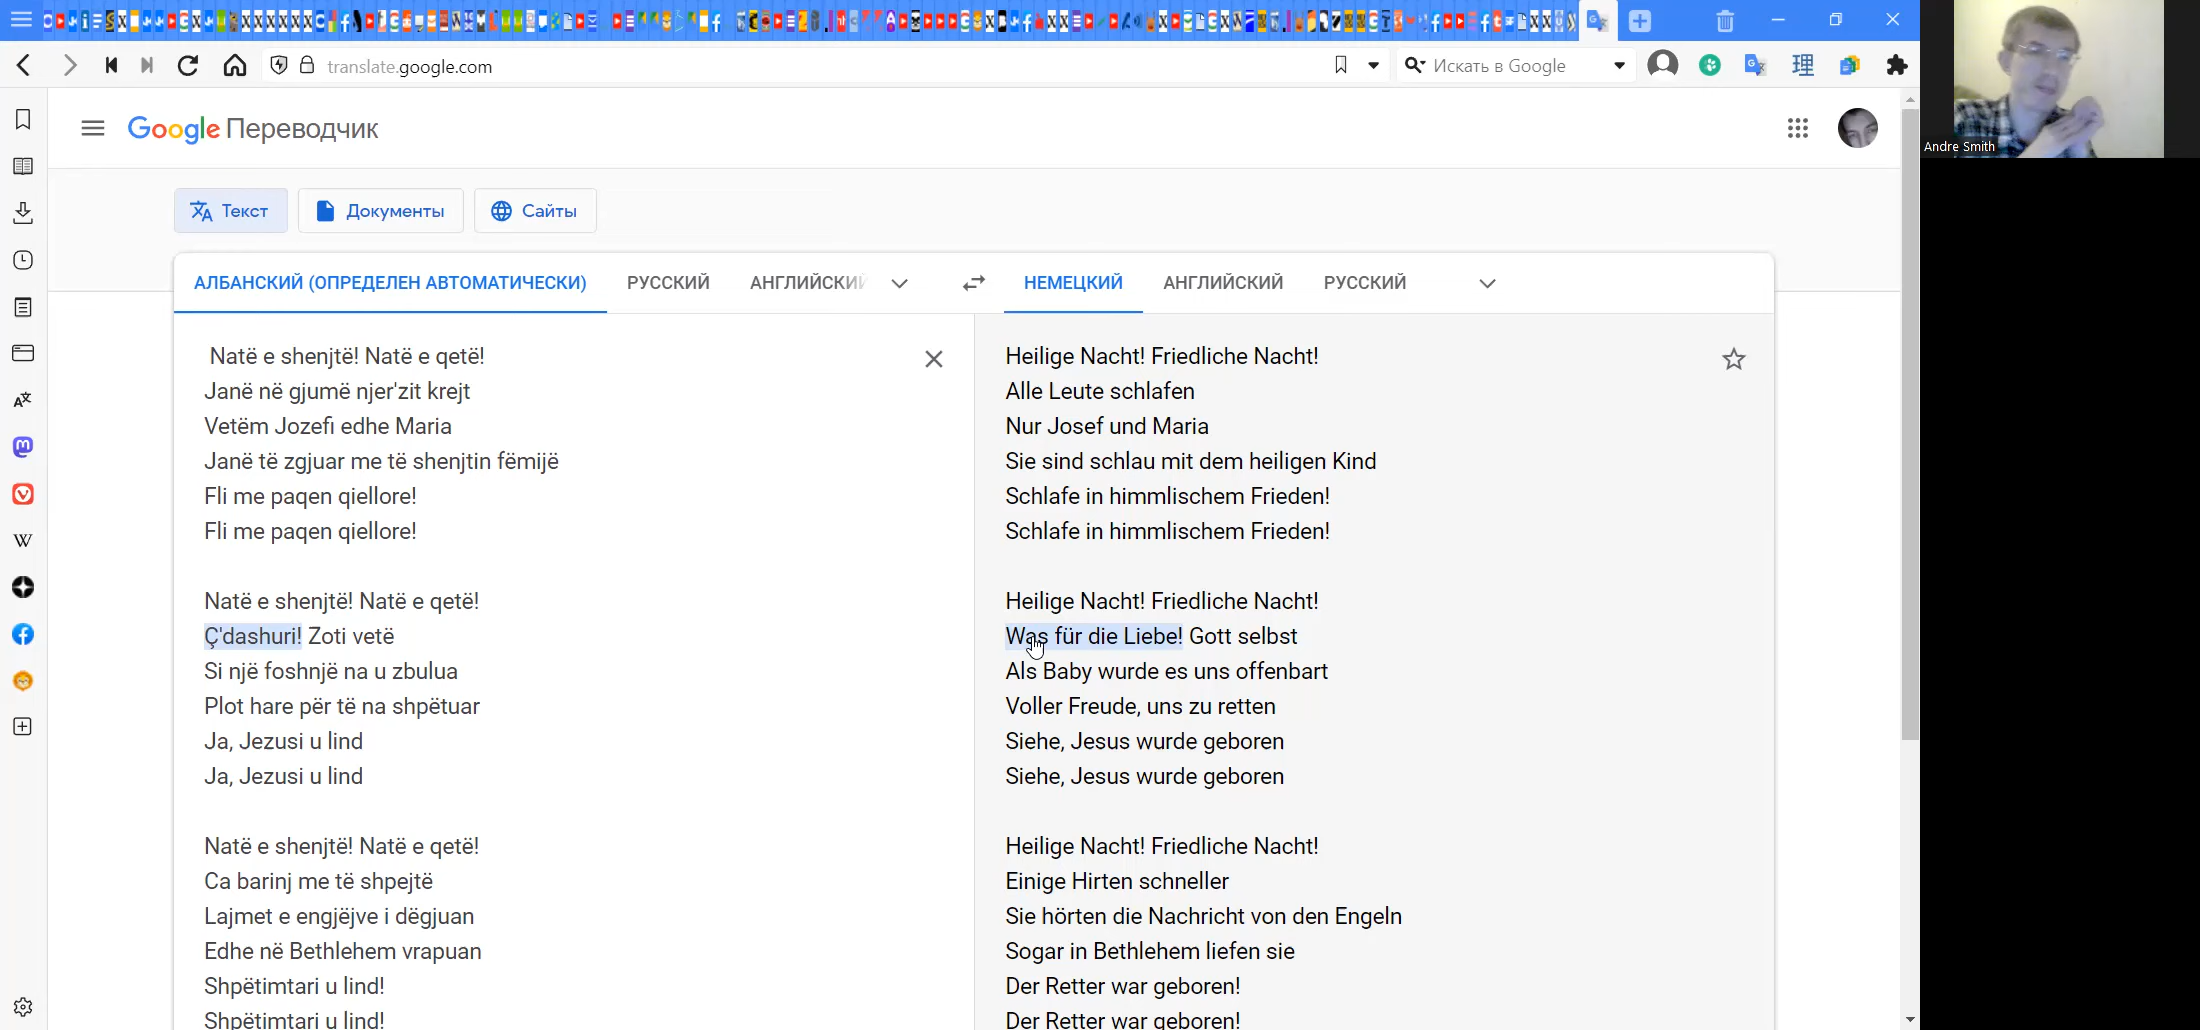 translate.google.com
Искать в Google
Google Переводчик
Andre Smith
Текст
Документы
Сайты
АЛБАНСКИЙ (ОПРЕДЕЛЕН АВТОМАТИЧЕСКИ)
РУССКИЙ
АНГЛИЙСКИЙ
НЕМЕЦКИЙ
АНГЛИЙСКИЙ
РУССКИЙ
Natë e shenjtë! Natë e qetë!
Janë në gjumë njer'zit krejt
Vetëm Jozefi edhe Maria
Janë të zgjuar me të shenjtin fëmijë
Fli me paqen qiellore!
Fli me paqen qiellore!
Natë e shenjtë! Natë e qetë!
Ç'dashuri! Zoti vetë
Si një foshnjë na u zbulua
Plot hare për të na shpëtuar
Ja, Jezusi u lind
Ja, Jezusi u lind
Natë e shenjtë! Natë e qetë!
Ca barinj me të shpejtë
Lajmet e engjëjve i dëgjuan
Edhe në Bethlehem vrapuan
Shpëtimtari u lind!
Shpëtimtari u lind!
Heilige Nacht! Friedliche Nacht!
Alle Leute schlafen
Nur Josef und Maria
Sie sind schlau mit dem heiligen Kind
Schlafe in himmlischem Frieden!
Schlafe in himmlischem Frieden!
Heilige Nacht! Friedliche Nacht!
Was für die Liebe! Gott selbst
Als Baby wurde es uns offenbart
Voller Freude, uns zu retten
Siehe, Jesus wurde geboren
Siehe, Jesus wurde geboren
Heilige Nacht! Friedliche Nacht!
Einige Hirten schneller
Sie hörten die Nachricht von den Engeln
Sogar in Bethlehem liefen sie
Der Retter war geboren!
Der Retter war geboren!